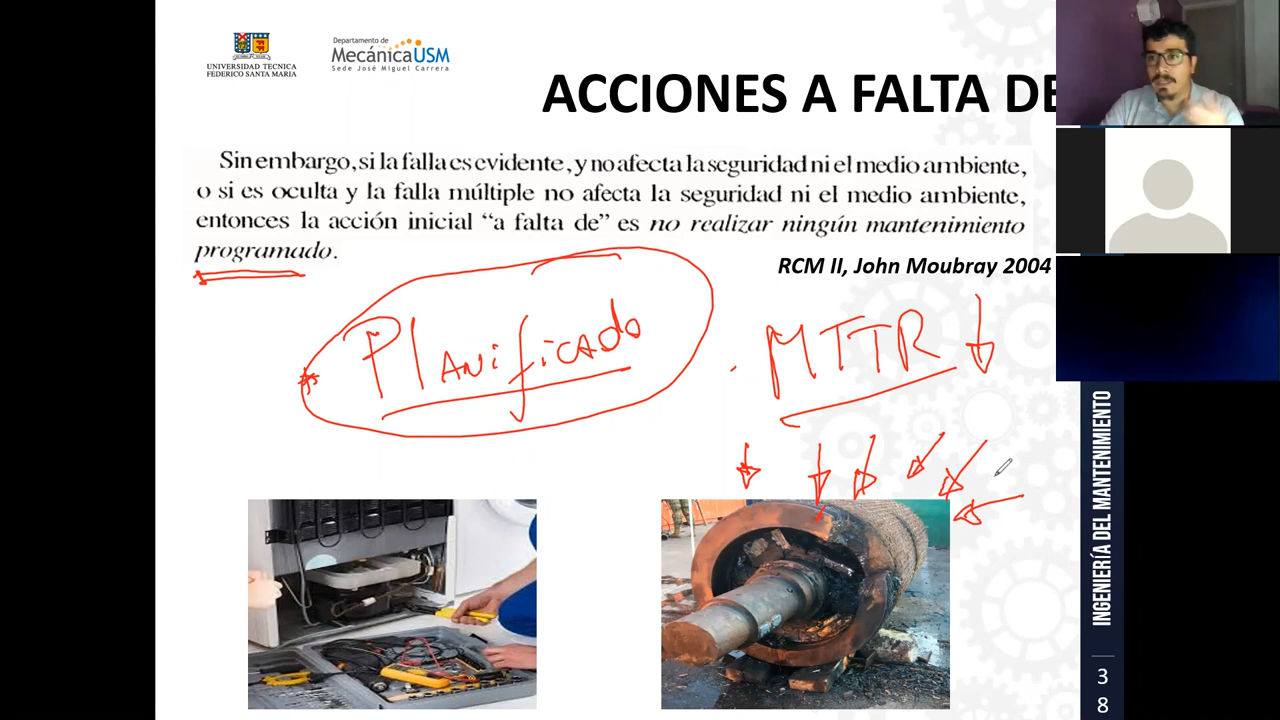 UNIVERSIDAD TECNICA
FEDERICO SANTA MARIA
Departamento de
MecánicaUSM
Sede José Miguel Carrera
ACCIONES A FALTA DE
Sin embargo, si la falla es evidente, y no afecta la seguridad ni el medio ambiente,
o si es oculta y la falla múltiple no afecta la seguridad ni el medio ambiente,
entonces la acción inicial “a falta de” es no realizar ningún mantenimiento
programado.
RCM II, John Moubray 2004
Planificado
MTTR
INGENIERÍA DEL MANTENIMIENTO
3
8